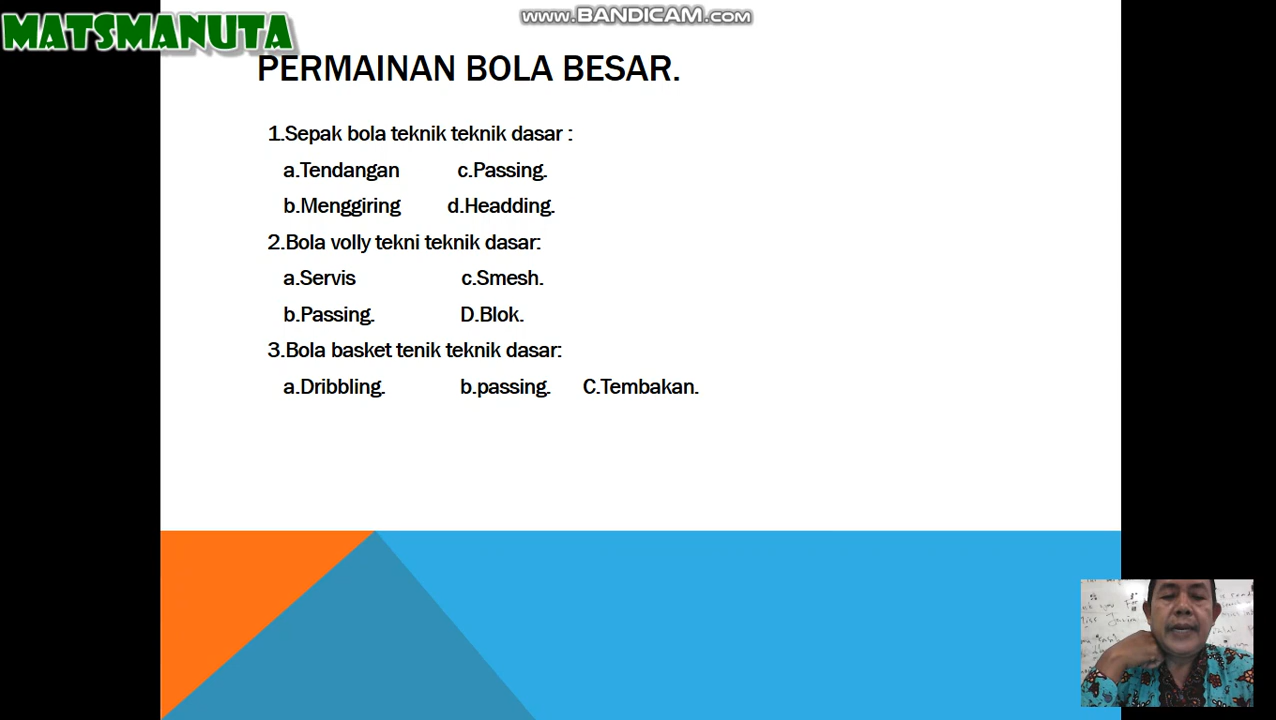 MATSMANUTA
www.BANDICAM.com
PERMAINAN BOLA BESAR.
1.Sepak bola teknik teknik dasar :
a.Tendangan c.Passing.
b.Menggiring d.Headding.
2.Bola volly tekni teknik dasar:
a.Servis c.Smesh.
b.Passing. D.Blok.
3.Bola basket tenik teknik dasar:
a.Dribbling. b.passing. C.Tembakan.